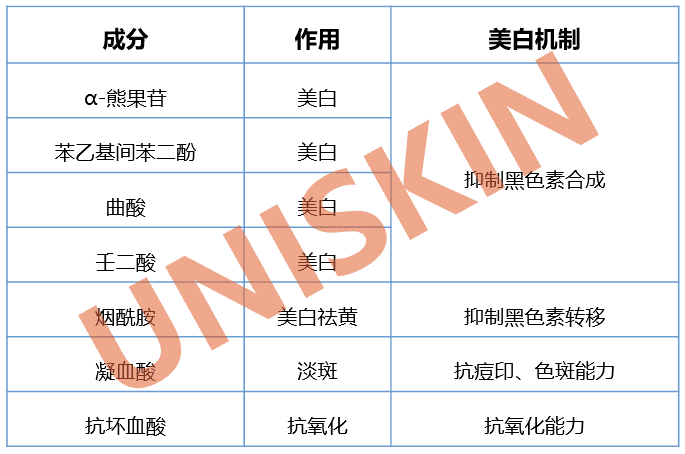 成分 作用 美白机制
α-熊果苷 美白
苯乙基间苯二酚 美白
抑制黑色素合成
曲酸 美白
壬二酸 美白
烟酰胺 美白祛黄 抑制黑色素转移
凝血酸 淡斑 抗痘印、色斑能力
抗坏血酸 抗氧化 抗氧化能力
UNISKIN